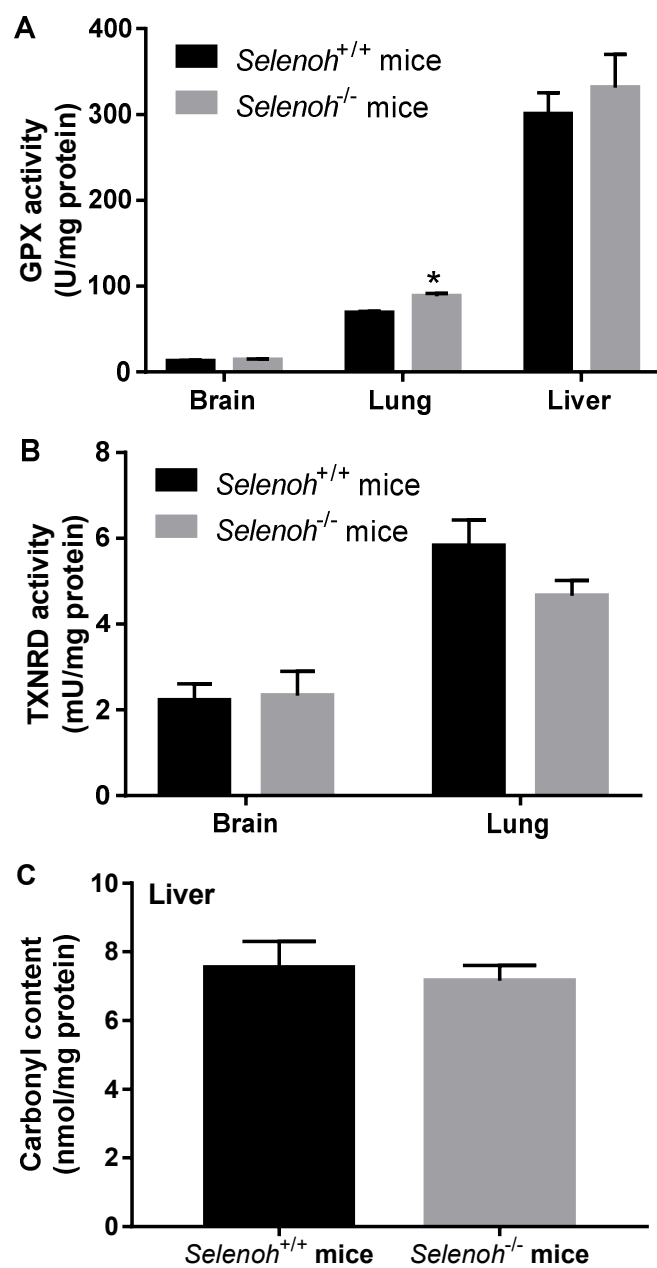 A
400
300
200
100
0
GPX activity
(U/mg protein)
Selenoh+/+ mice
Selenoh-/- mice
*
Brain Lung Liver
B
8
6
4
2
0
TXNRD activity
(mU/mg protein)
Selenoh+/+ mice
Selenoh-/- mice
Brain Lung
C
10
8
6
4
2
0
Carbonyl content
(nmol/mg protein)
Liver
Selenoh+/+ mice Selenoh-/- mice